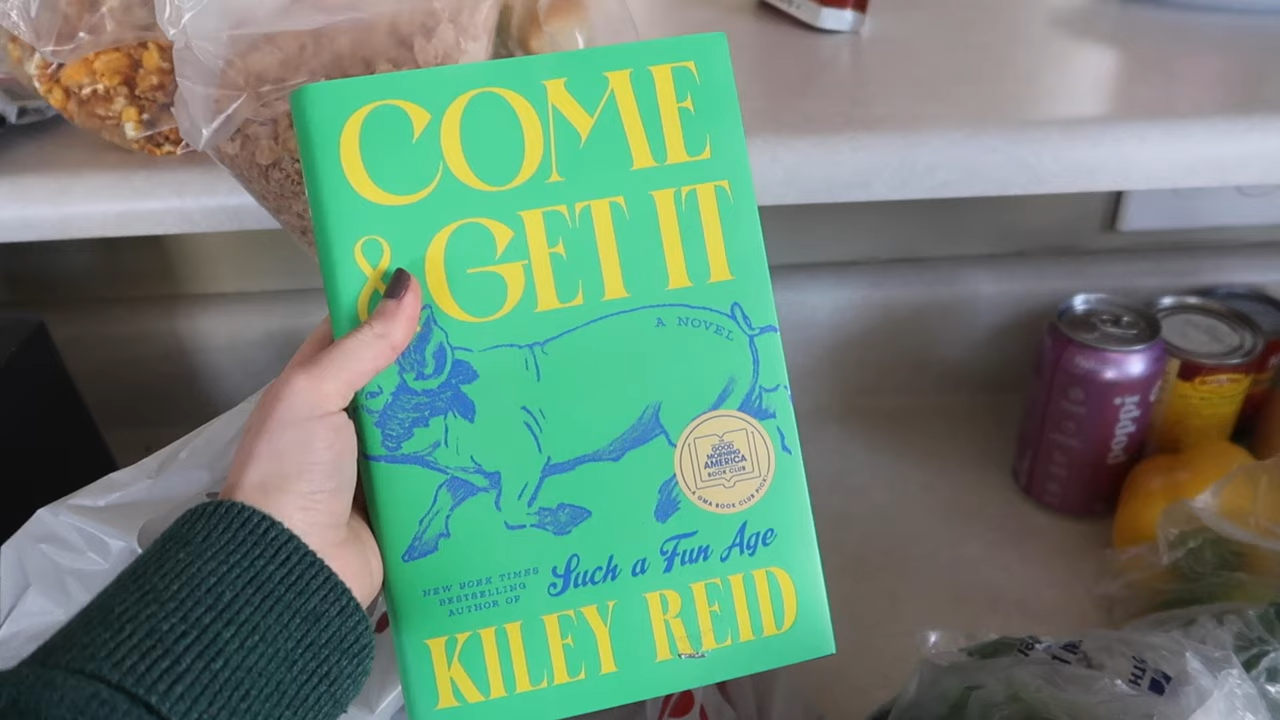 COME
& GET IT
A NOVEL
THE
GOOD
MORNING
AMERICA
BOOK CLUB
A GMA BOOK CLUB PICK
NEW YORK TIMES
BESTSELLING
AUTHOR OF
Such a Fun Age
KILEY REID
poppi